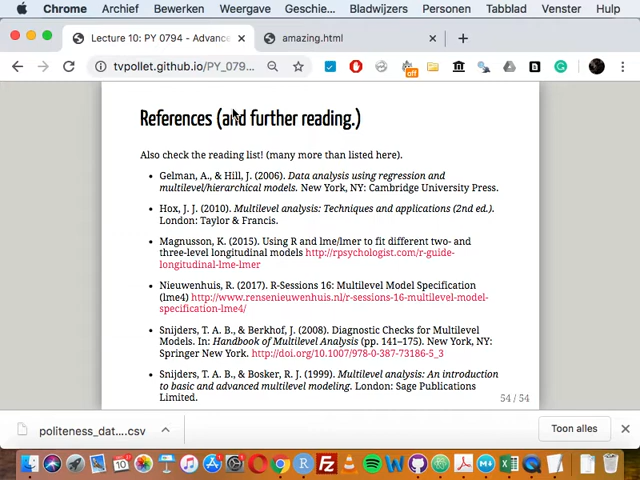 Chrome Archief Bewerken Weergave Geschie... Bladwijzers Personen Tabblad Venster Hulp
Lecture 10: PY 0794 - Advance
amazing.html
tvpollet.github.io/PY_079...
off
References (and further reading.)
Also check the reading list! (many more than listed here).
• Gelman, A., & Hill, J. (2006). Data analysis using regression and
multilevel/hierarchical models. New York, NY: Cambridge University Press.
• Hox, J. J. (2010). Multilevel analysis: Techniques and applications (2nd ed.).
London: Taylor & Francis.
• Magnusson, K. (2015). Using R and lme/lmer to fit different two- and
three-level longitudinal models http://rpsychologist.com/r-guide-
longitudinal-lme-lmer
• Nieuwenhuis, R. (2017). R-Sessions 16: Multilevel Model Specification
(lme4) http://www.rensenieuwenhuis.nl/r-sessions-16-multilevel-model-
specification-lme4/
• Snijders, T. A. B., & Berkhof, J. (2008). Diagnostic Checks for Multilevel
Models. In: Handbook of Multilevel Analysis (pp. 141–175). New York, NY:
Springer New York. http://doi.org/10.1007/978-0-387-73186-5_3
• Snijders, T. A. B., & Bosker, R. J. (1999). Multilevel analysis: An introduction
to basic and advanced multilevel modeling. London: Sage Publications
Limited.
54 / 54
politeness_dat....csv
Toon alles